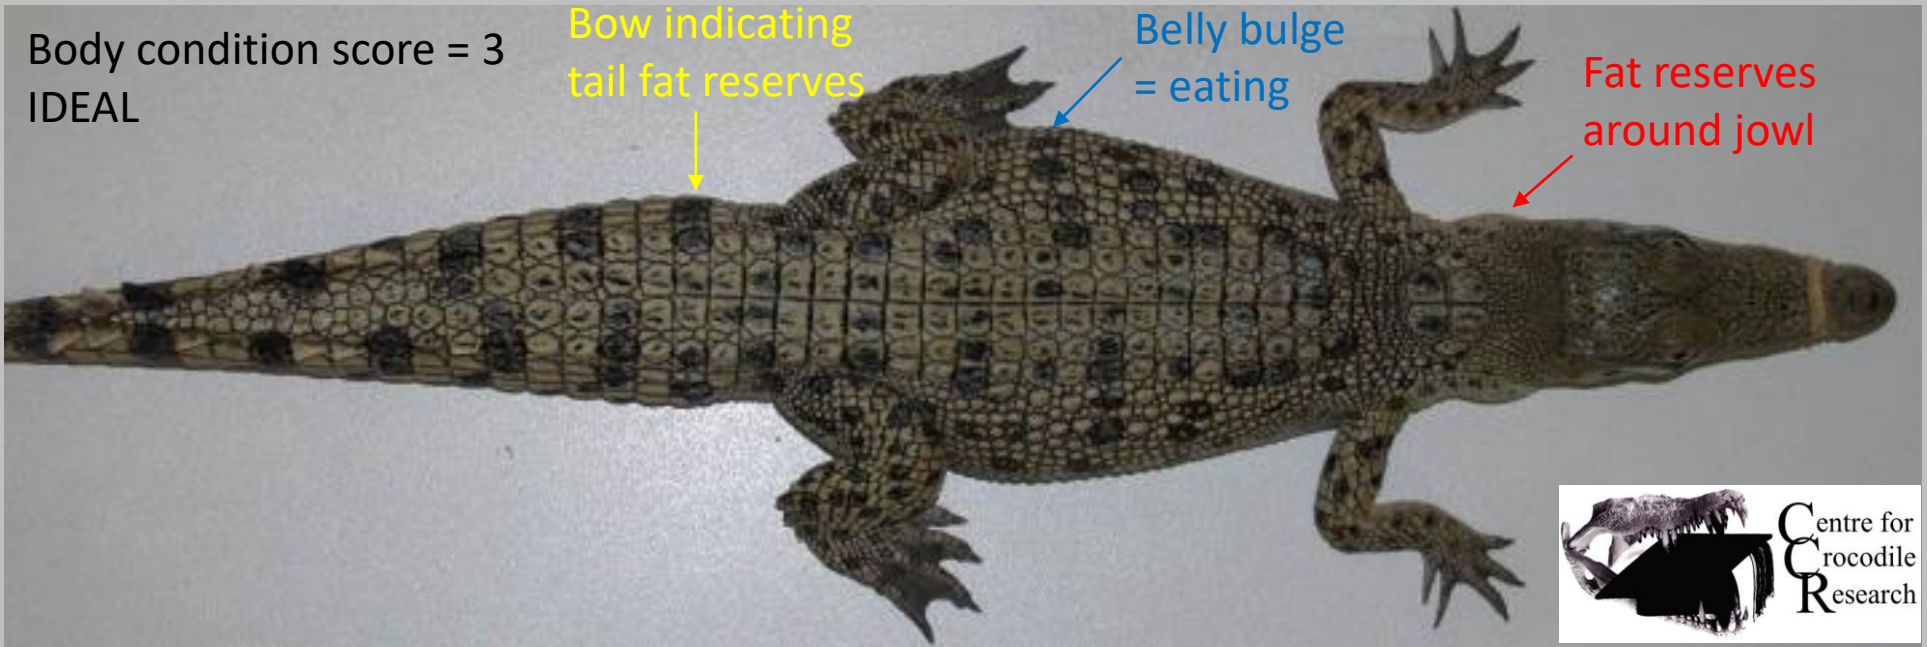 Body condition score = 3
IDEAL
Bow indicating
tail fat reserves
Belly bulge
= eating
Fat reserves
around jowl
Centre for
Crocodile
Research